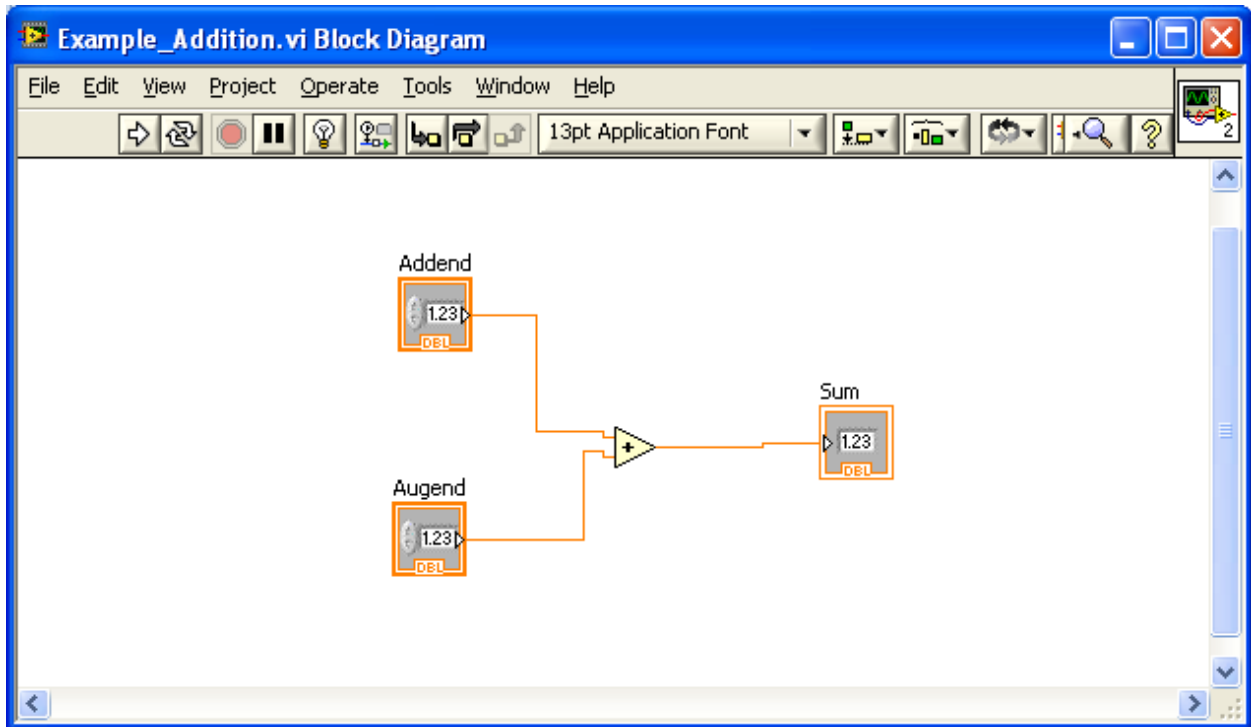 Example_Addition.vi Block Diagram
File Edit View Project Operate Tools Window Help
13pt Application Font
2
Addend
1.23
DBL
+
Sum
1.23
DBL
Augend
1.23
DBL